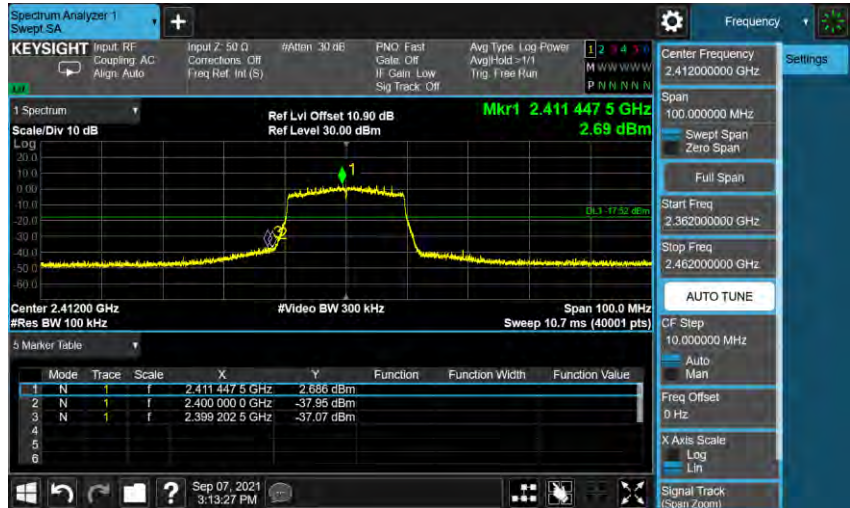 Spectrum Analyzer 1
Swept SA
Frequency
KEYSIGHT
Input: RF
Coupling: AC
Align: Auto
Input Z: 50 Ω
Corrections: Off
Freq Ref: Int (S)
#Atten: 30 dB
PNO: Fast
Gate: Off
IF Gain: Low
Sig Track: Off
Avg Type: Log-Power
Avg|Hold:>1/1
Trig: Free Run
1 2 3 4 5 6
M W W W W W
P N N N N N
Settings
Center Frequency
2.412000000 GHz
Span
100.000000 MHz
Swept Span
Zero Span
Full Span
Start Freq
2.362000000 GHz
Stop Freq
2.462000000 GHz
AUTO TUNE
CF Step
10.000000 MHz
Auto
Man
Freq Offset
0 Hz
X Axis Scale
Log
Lin
Signal Track
(Span Zoom)
1 Spectrum
Scale/Div 10 dB
Ref Lvl Offset 10.90 dB
Ref Level 30.00 dBm
Mkr1 2.411 447 5 GHz
2.69 dBm
Log
20.0
10.0
0.00
-10.0
-20.0
-30.0
-40.0
-50.0
-60.0
1
2
DL1 -17.52 dBm
Center 2.41200 GHz
#Video BW 300 kHz
Span 100.0 MHz
#Res BW 100 kHz
Sweep 10.7 ms (40001 pts)
5 Marker Table
Mode Trace Scale X Y Function Function Width Function Value
1 N 1 f 2.411 447 5 GHz 2.686 dBm
2 N 1 f 2.400 000 0 GHz -37.95 dBm
3 N 1 f 2.399 202 5 GHz -37.07 dBm
4
5
6
?
Sep 07, 2021
3:13:27 PM